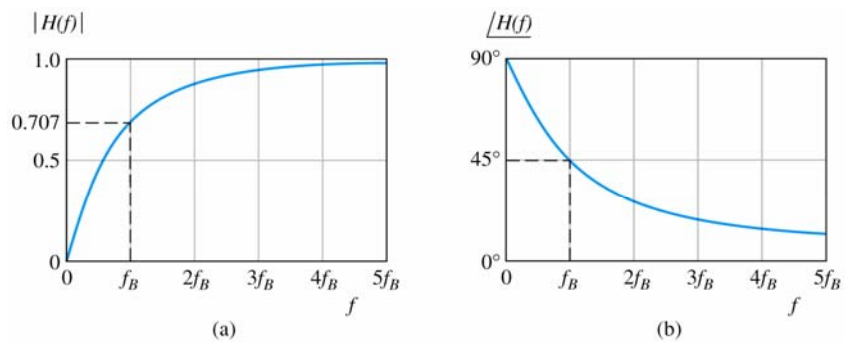 |H(f)|
1.0
0.707
0.5
0
0 f_B 2f_B 3f_B 4f_B 5f_B
f
(a)
∠H(f)
90°
45°
0°
0 f_B 2f_B 3f_B 4f_B 5f_B
f
(b)